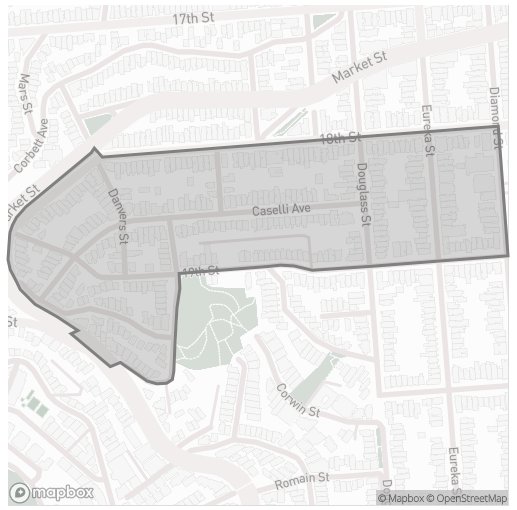 17th St
Market St
Mars St
Corbett Ave
Eureka St
Diamond St
18th St
Danvers St
Douglass St
Caselli Ave
Market St
19th St
St
Corwin St
Eureka St
Romain St
Do
mapbox
© Mapbox © OpenStreetMap